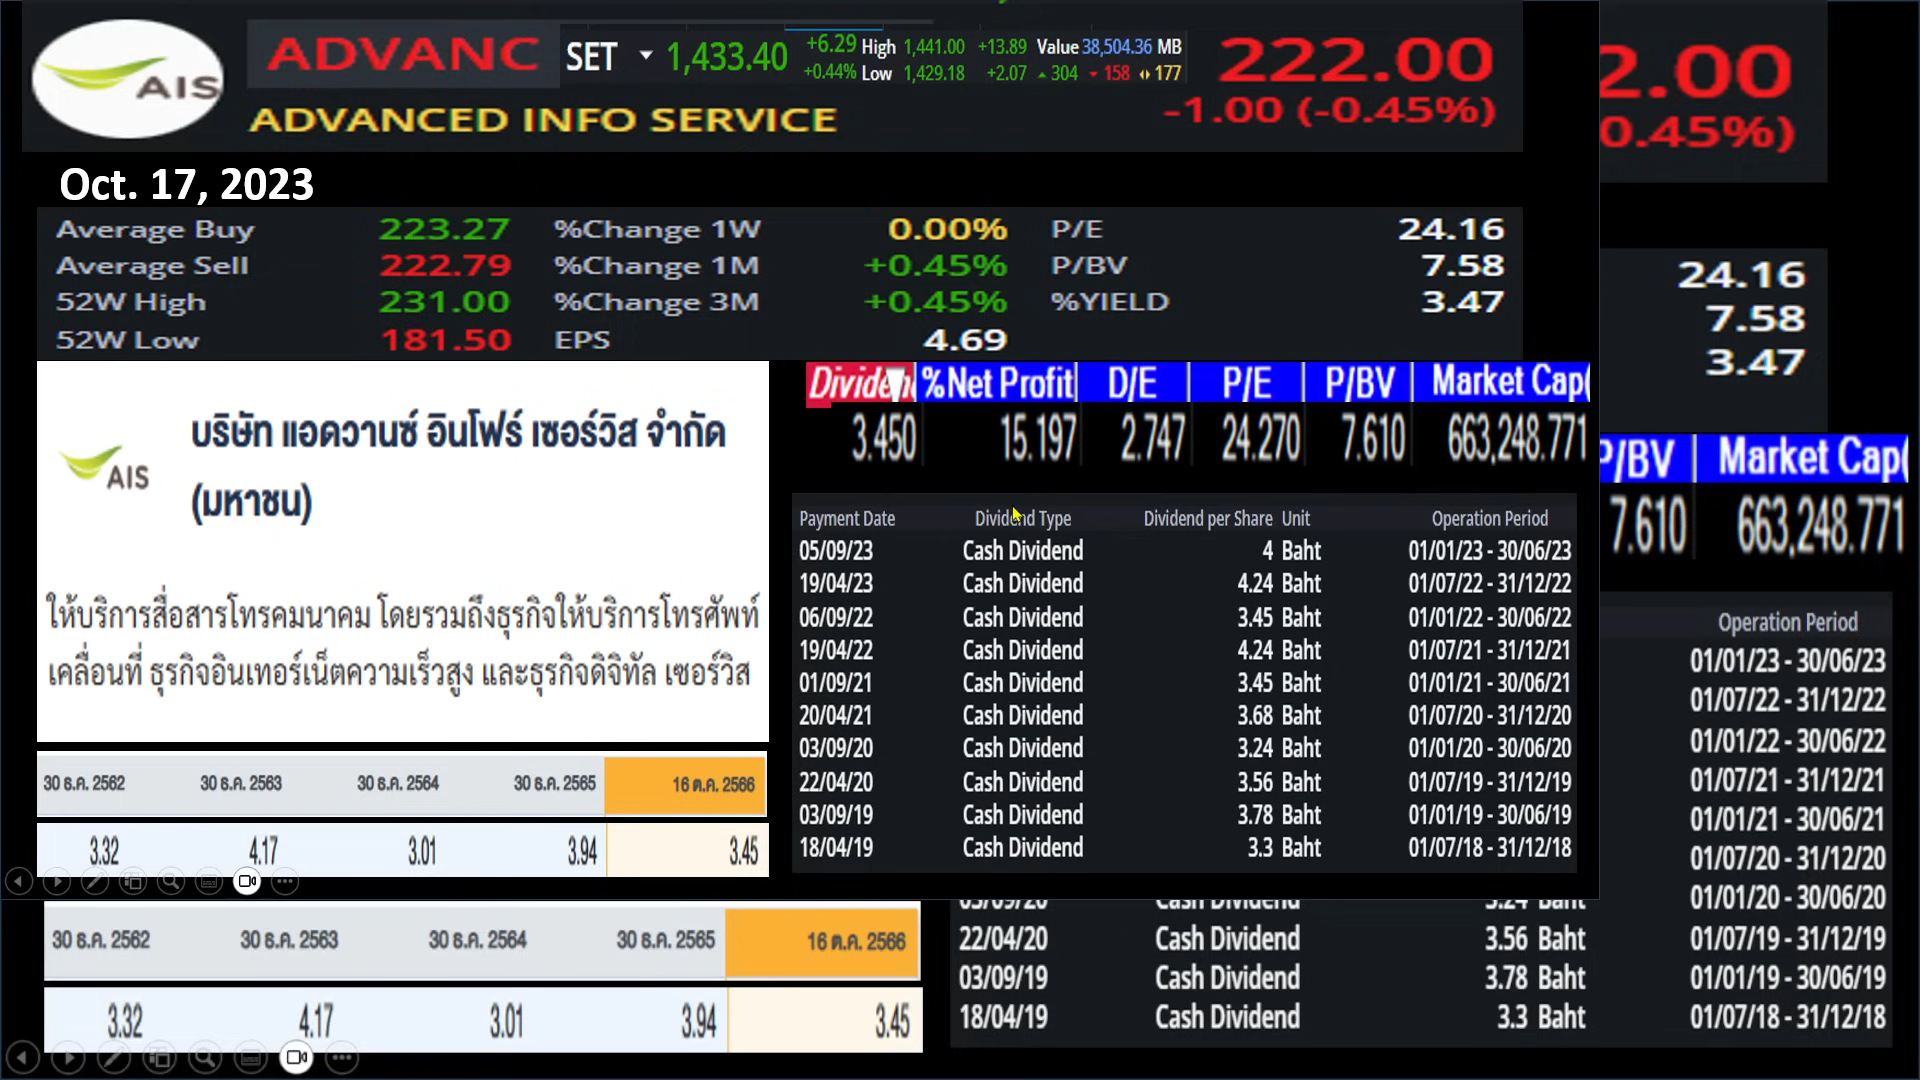 AIS
ADVANC
SET 1,433.40 +6.29 High 1,441.00 +13.89 Value 38,504.36 MB
+0.44% Low 1,429.18 +2.07 304 158 177
222.00
-1.00 (-0.45%)
ADVANCED INFO SERVICE
2.00
0.45%)
Oct. 17, 2023
Average Buy 223.27 %Change 1W 0.00% P/E 24.16
Average Sell 222.79 %Change 1M +0.45% P/BV 7.58
52W High 231.00 %Change 3M +0.45% %YIELD 3.47
52W Low 181.50 EPS 4.69
24.16
7.58
3.47
AIS
บริษัท แอดวานซ์ อินโฟร์ เซอร์วิส จำกัด
(มหาชน)
ให้บริการสื่อสารโทรคมนาคม โดยรวมถึงธุรกิจให้บริการโทรศัพท์
เคลื่อนที่ ธุรกิจอินเทอร์เน็ตความเร็วสูง และธุรกิจดิจิทัล เซอร์วิส
30 ธ.ค. 2562 30 ธ.ค. 2563 30 ธ.ค. 2564 30 ธ.ค. 2565 16 ต.ค. 2566
3.32 4.17 3.01 3.94 3.45
%Net Profit D/E P/E P/BV Market Cap(
3.450 15.197 2.747 24.270 7.610 663,248.771
Payment Date Dividend Type Dividend per Share Unit Operation Period
05/09/23 Cash Dividend 4 Baht 01/01/23 - 30/06/23
19/04/23 Cash Dividend 4.24 Baht 01/07/22 - 31/12/22
06/09/22 Cash Dividend 3.45 Baht 01/01/22 - 30/06/22
19/04/22 Cash Dividend 4.24 Baht 01/07/21 - 31/12/21
01/09/21 Cash Dividend 3.45 Baht 01/01/21 - 30/06/21
20/04/21 Cash Dividend 3.68 Baht 01/07/20 - 31/12/20
03/09/20 Cash Dividend 3.24 Baht 01/01/20 - 30/06/20
22/04/20 Cash Dividend 3.56 Baht 01/07/19 - 31/12/19
03/09/19 Cash Dividend 3.78 Baht 01/01/19 - 30/06/19
18/04/19 Cash Dividend 3.3 Baht 01/07/18 - 31/12/18
P/BV Market Cap(
7.610 663,248.771
Operation Period
01/01/23 - 30/06/23
01/07/22 - 31/12/22
01/01/22 - 30/06/22
01/07/21 - 31/12/21
01/01/21 - 30/06/21
01/07/20 - 31/12/20
03/09/20 Cash Dividend 3.24 Baht 01/01/20 - 30/06/20
22/04/20 Cash Dividend 3.56 Baht 01/07/19 - 31/12/19
03/09/19 Cash Dividend 3.78 Baht 01/01/19 - 30/06/19
18/04/19 Cash Dividend 3.3 Baht 01/07/18 - 31/12/18
30 ธ.ค. 2562 30 ธ.ค. 2563 30 ธ.ค. 2564 30 ธ.ค. 2565 16 ต.ค. 2566
3.32 4.17 3.01 3.94 3.45